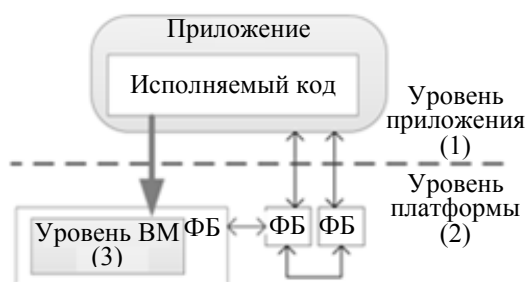 Приложение
Исполняемый код
Уровень
приложения
(1)
Уровень
платформы
(2)
Уровень ВМ
(3)
ФБ
ФБ
ФБ